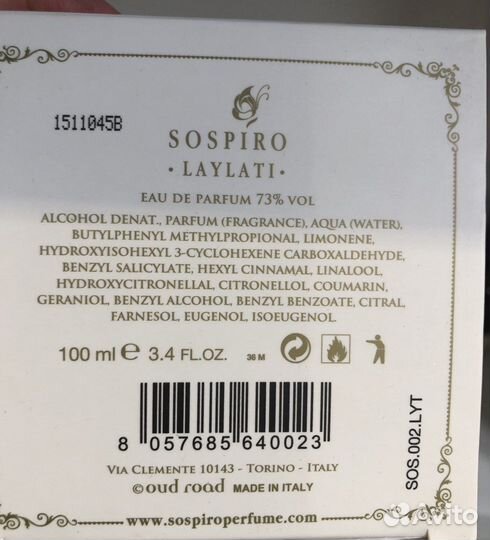 1511045B
SOSPIRO
· LAYLATI ·
EAU DE PARFUM 73% VOL
ALCOHOL DENAT., PARFUM (FRAGRANCE), AQUA (WATER),
BUTYLPHENYL METHYLPROPIONAL, LIMONENE,
HYDROXYISOHEXYL 3-CYCLOHEXENE CARBOXALDEHYDE,
BENZYL SALICYLATE, HEXYL CINNAMAL, LINALOOL,
HYDROXYCITRONELLAL, CITRONELLOL, COUMARIN,
GERANIOL, BENZYL ALCOHOL, BENZYL BENZOATE, CITRAL,
FARNESOL, EUGENOL, ISOEUGENOL.
100 ml e 3.4 FL.OZ. 36 M
8 057685 640023
SOS.002.LYT
VIA CLEMENTE 10143 - TORINO - ITALY
©oud road MADE IN ITALY
www.sospiroperfume.com
Avito